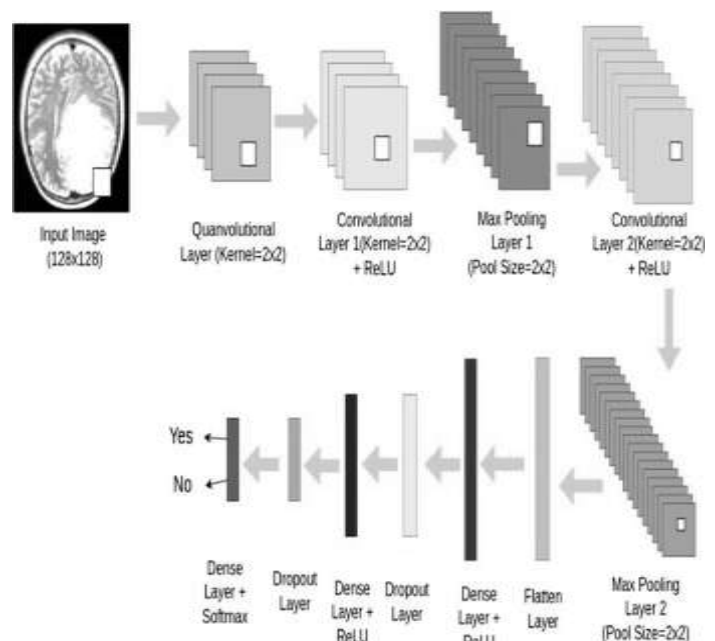 Input Image
(128x128)
Quanvolutional
Layer (Kernel=2x2)
Convolutional
Layer 1(Kernel=2x2)
+ ReLU
Max Pooling
Layer 1
(Pool Size=2x2)
Convolutional
Layer 2(Kernel=2x2)
+ ReLU
Max Pooling
Layer 2
(Pool Size=2x2)
Flatten
Layer
Dense
Layer +
ReLU
Dropout
Layer
Dense
Layer +
ReLU
Dropout
Layer
Dense
Layer +
Softmax
Yes
No